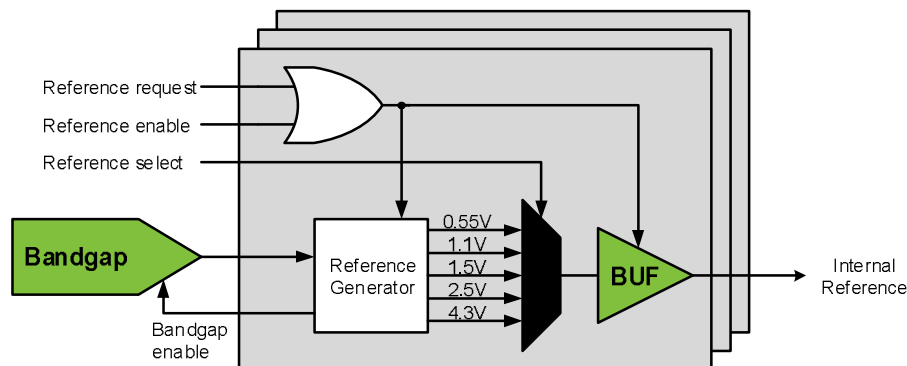 Reference request
Reference enable
Reference select
Bandgap
Reference
Generator
0.55V
1.1V
1.5V
2.5V
4.3V
BUF
Internal
Reference
Bandgap
enable